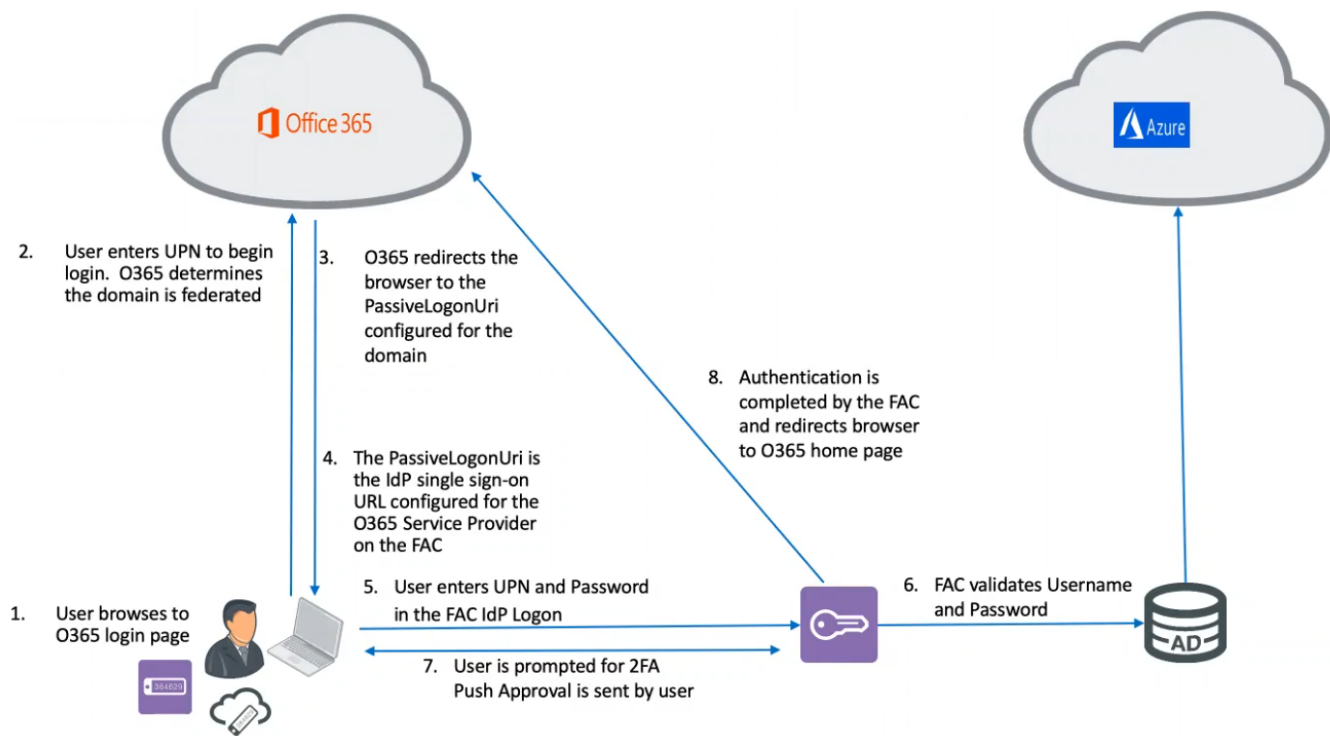 Office 365
Azure
2. User enters UPN to begin
login. O365 determines
the domain is federated
3. O365 redirects the
browser to the
PassiveLogonUri
configured for the
domain
8. Authentication is
completed by the FAC
and redirects browser
to O365 home page
4. The PassiveLogonUri is
the IdP single sign-on
URL configured for the
O365 Service Provider
on the FAC
1. User browses to
O365 login page
5. User enters UPN and Password
in the FAC IdP Logon
6. FAC validates Username
and Password
AD
7. User is prompted for 2FA
Push Approval is sent by user